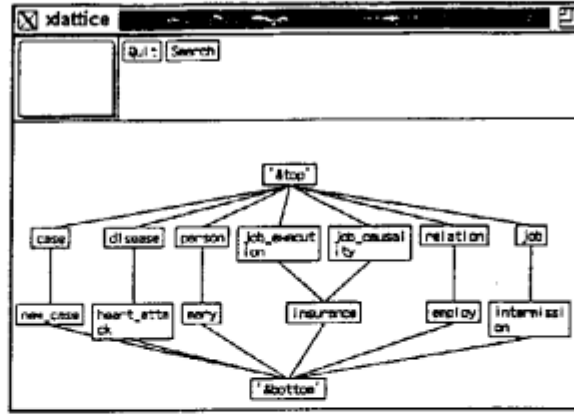 xlattice
Quit Search
'&top'
case disease person job_execut job_causal relation job
ion ity
new_case heart_atta mary insurance employ intermissi
ck on
'&bottom'